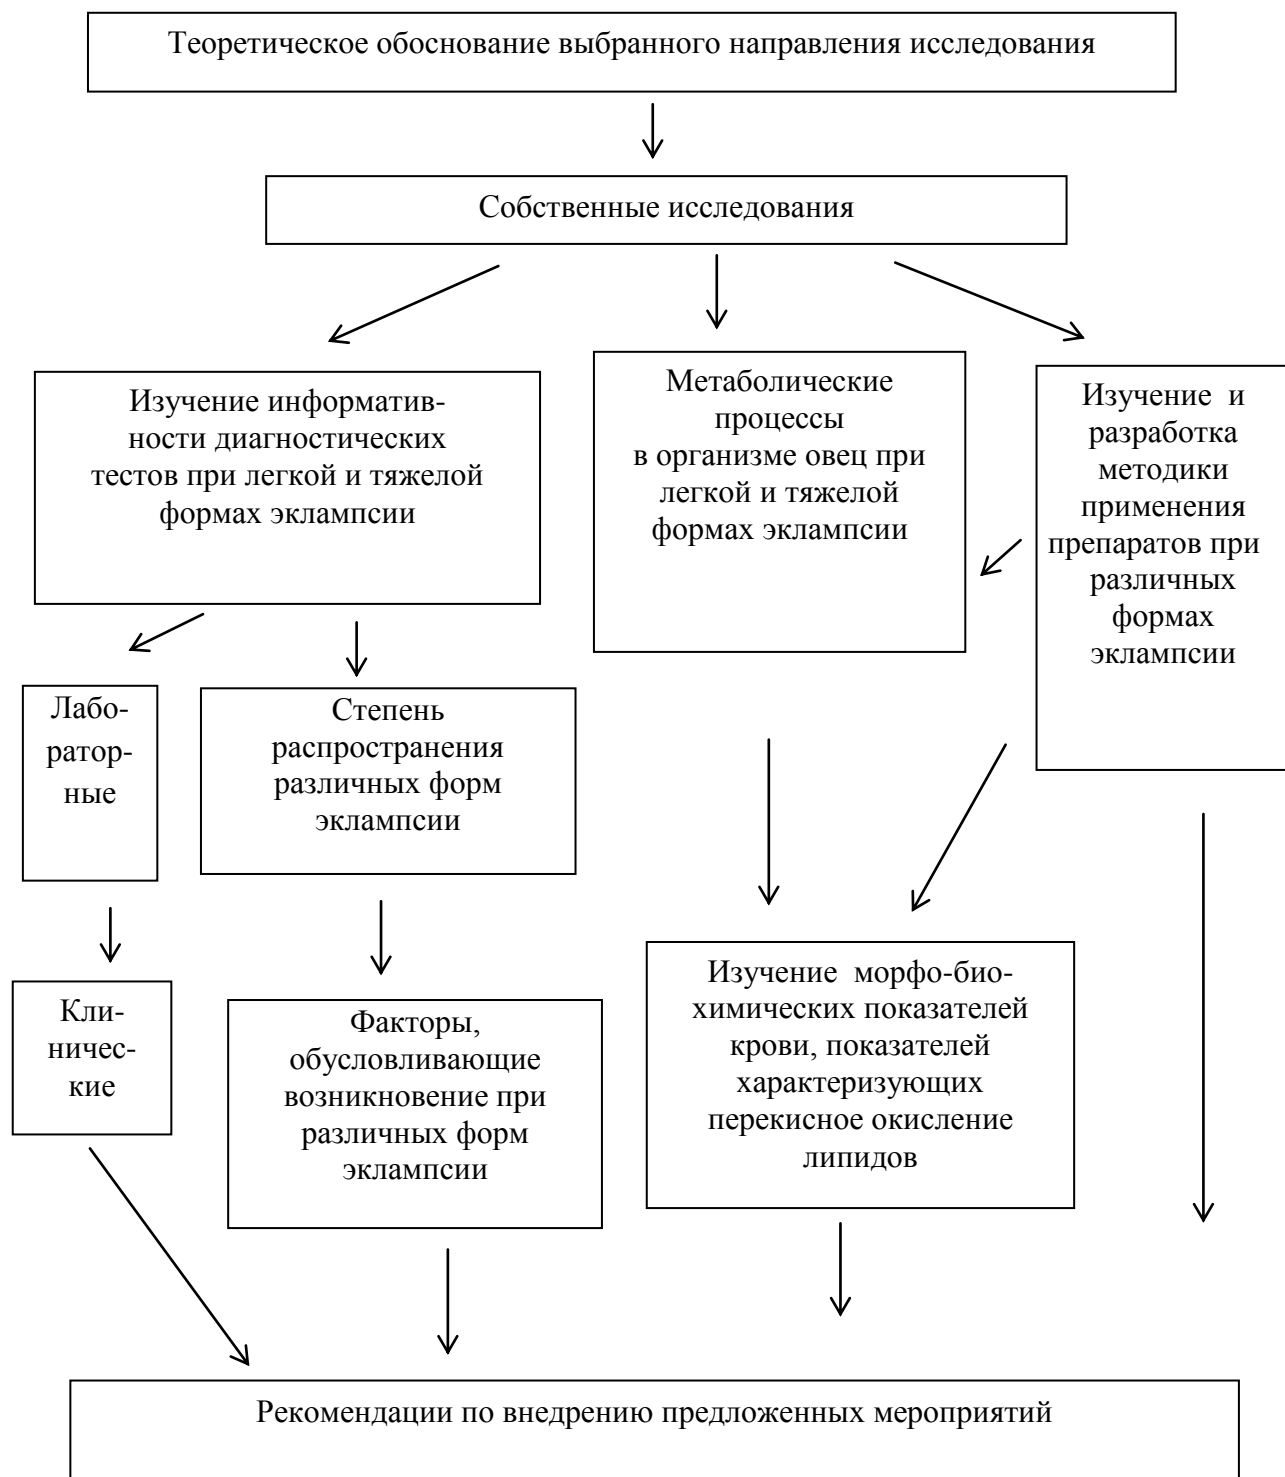 Теоретическое обоснование выбранного направления исследования
Собственные исследования
Изучение информатив-
ности диагностических
тестов при легкой и тяжелой
формах эклампсии
Метаболические
процессы
в организме овец при
легкой и тяжелой
формах эклампсии
Изучение и
разработка
методики
применения
препаратов при
различных
формах
эклампсии
Лабо-
ратор-
ные
Степень
распространения
различных форм
эклампсии
Кли-
ничес-
кие
Факторы,
обусловливающие
возникновение при
различных форм
эклампсии
Изучение морфо-био-
химических показателей
крови, показателей
характеризующих
перекисное окисление
липидов
Рекомендации по внедрению предложенных мероприятий